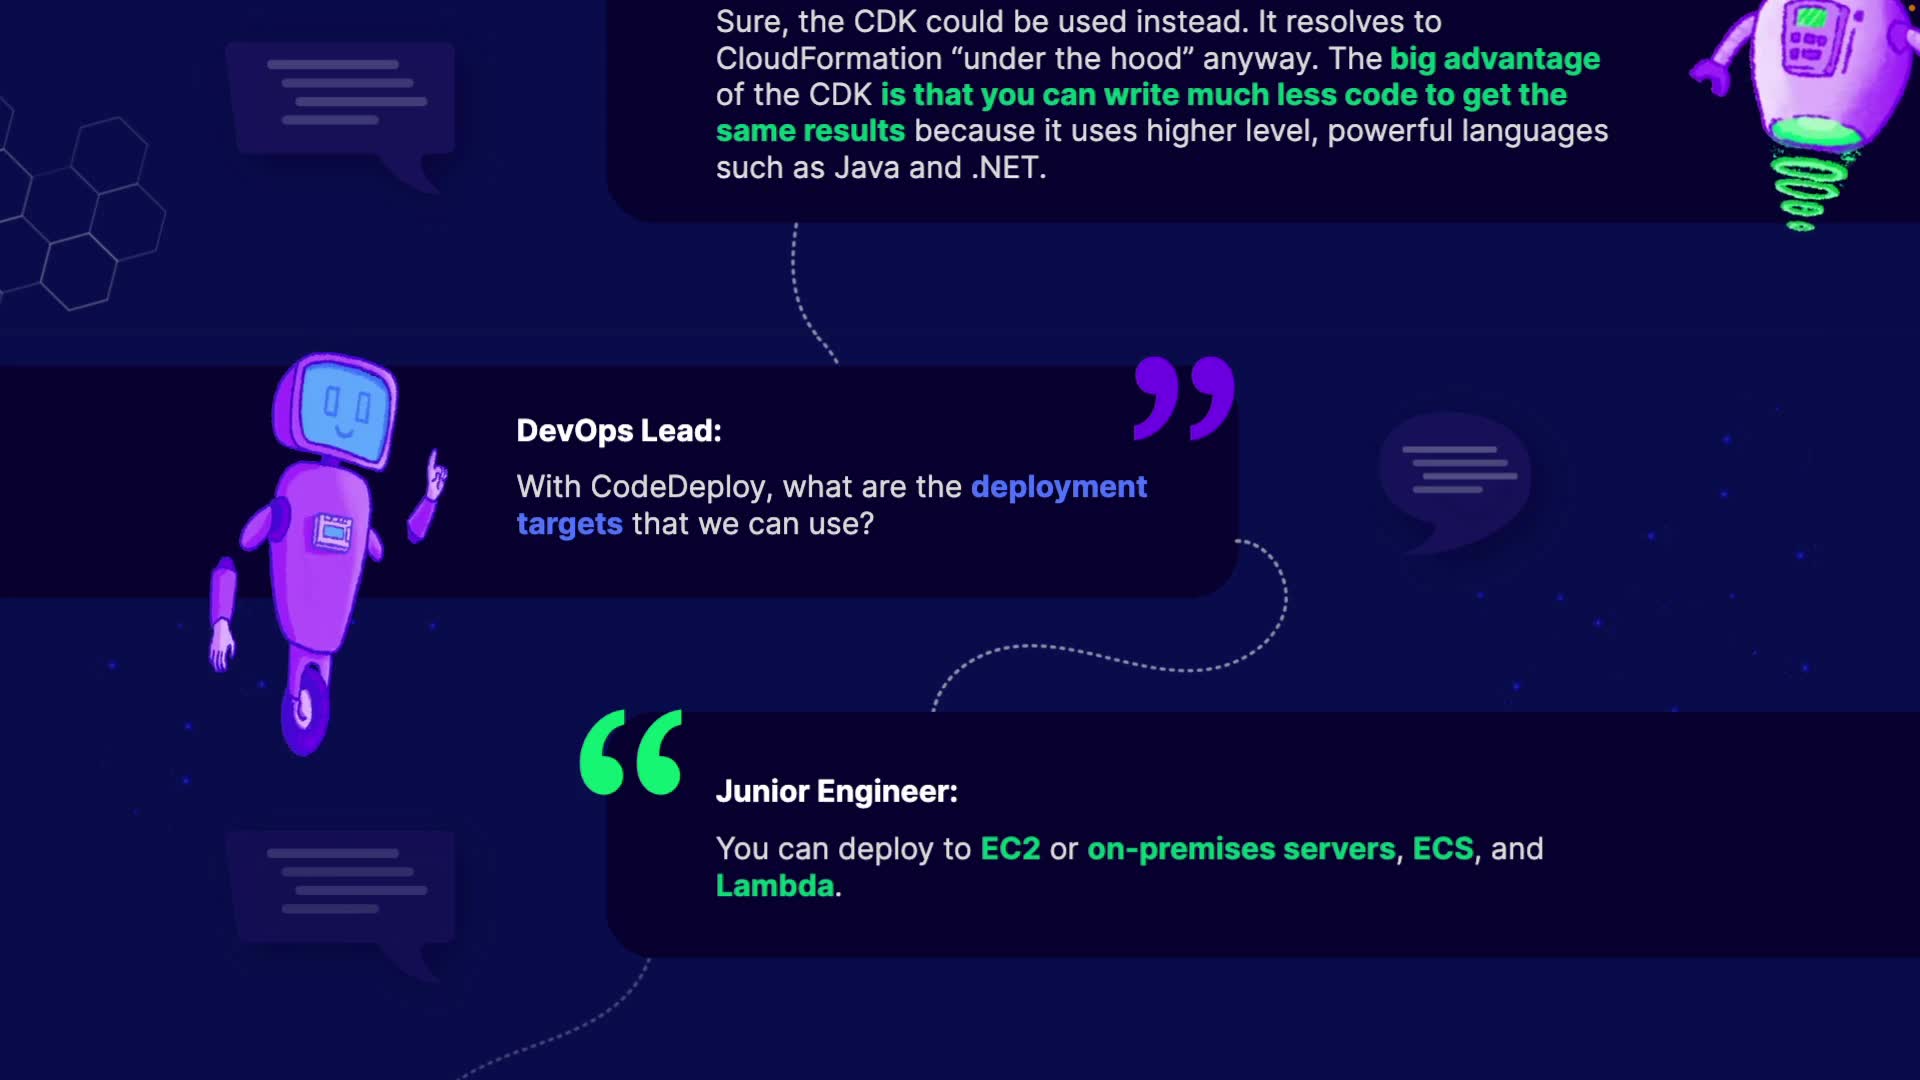 Sure, the CDK could be used instead. It resolves to
CloudFormation “under the hood” anyway. The big advantage
of the CDK is that you can write much less code to get the
same results because it uses higher level, powerful languages
such as Java and .NET.
DevOps Lead:
With CodeDeploy, what are the deployment
targets that we can use?
Junior Engineer:
You can deploy to EC2 or on-premises servers, ECS, and
Lambda.